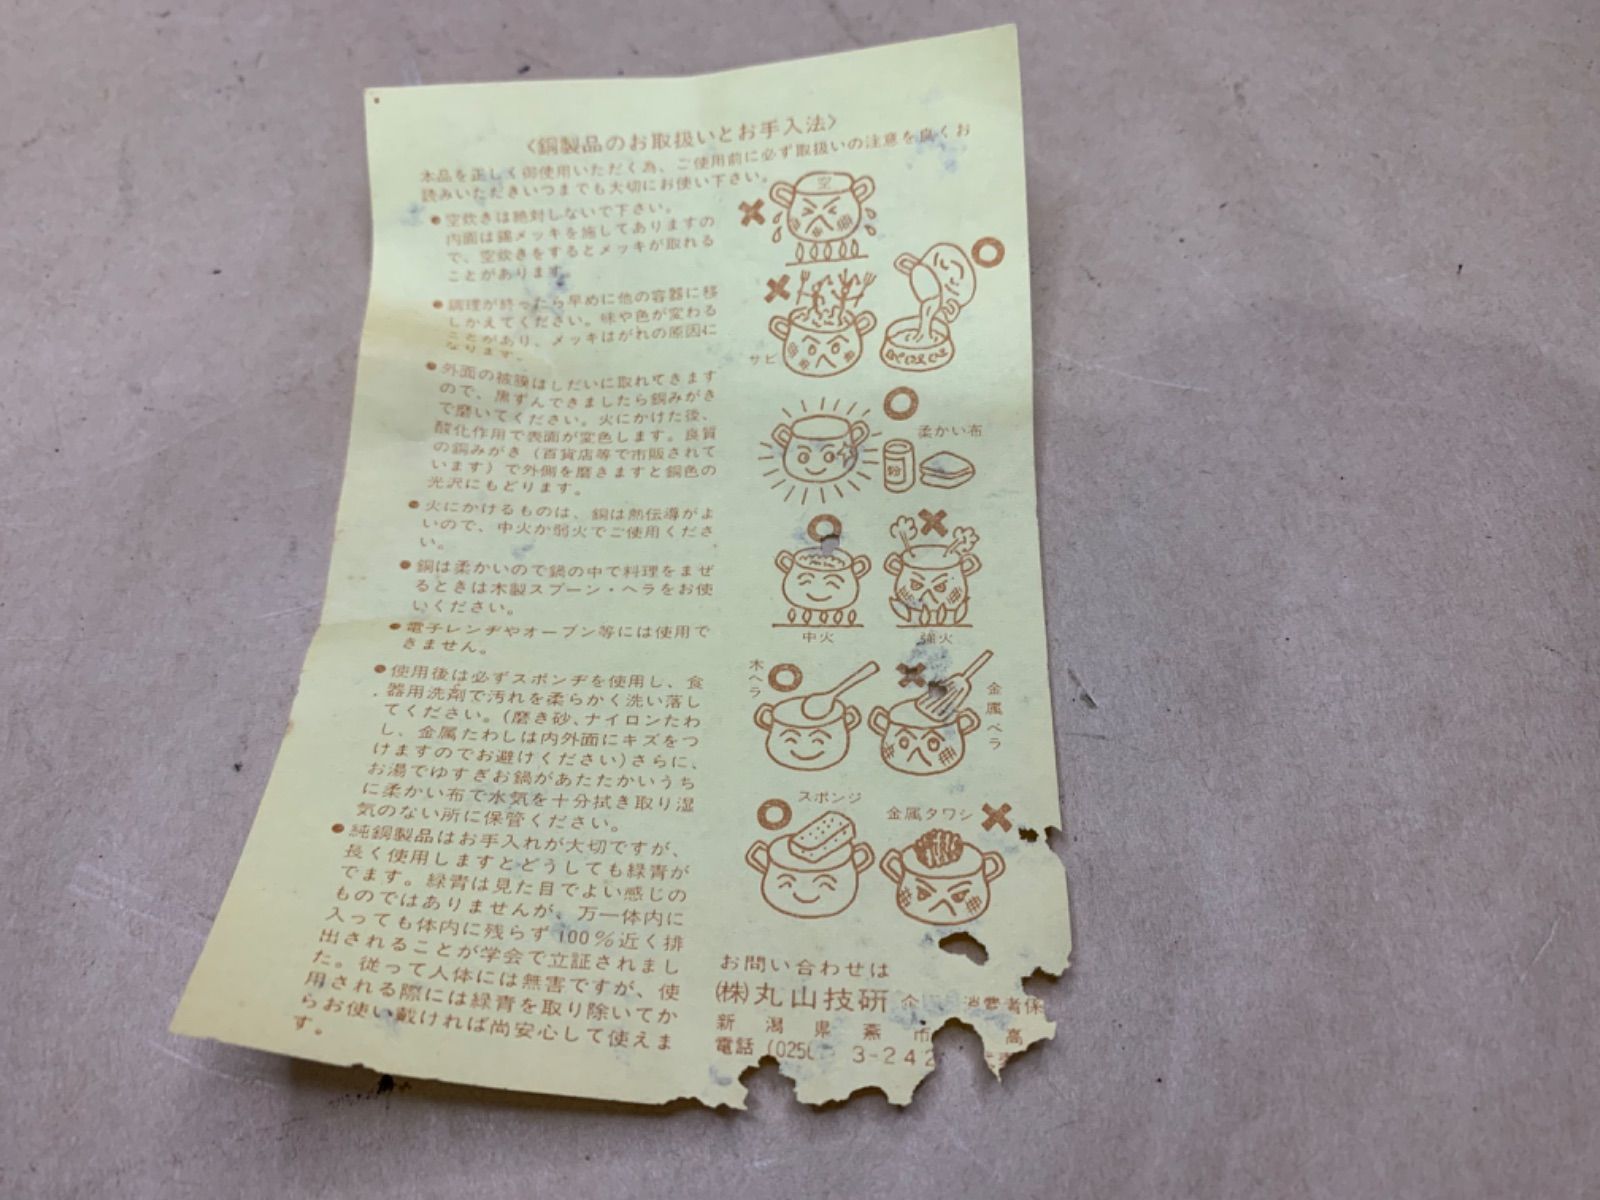 〈銅製品のお取扱いとお手入法〉
本品を正しく御使用いただく為、ご使用前に必ず取扱いの注意を良くお
読みいただきいつまでも大切にお使い下さい。
●空炊きは絶対しないで下さい。
内面は錫メッキを施してありますの
で、空炊きをするとメッキが取れる
ことがあります。
●調理が終ったら早めに他の容器に移
しかえてください。味や色が変わる
ことがあり、メッキはがれの原因に
なります。
●外面の被膜はしだいに取れてきます
ので、黒ずんできましたら銅みがき
で磨いてください。火にかけた後、
酸化作用で表面が変色します。良質
の銅みがき（百貨店等で市販されて
います）で外側を磨きますと銅色の
光沢にもどります。
●火にかけるものは、銅は熱伝導がよ
いので、中火か弱火でご使用くださ
い。
●銅は柔かいので鍋の中で料理をまぜ
るときは木製スプーン・ヘラをお使
いください。
●電子レンヂやオーブン等には使用で
きません。
●使用後は必ずスポンヂを使用し、食
器用洗剤で汚れを柔らかく洗い落し
てください。(磨き砂、ナイロンたわ
し、金属たわしは内外面にキズをつ
けますのでお避けください)さらに、
お湯でゆすぎお鍋があたたかいうち
に柔かい布で水気を十分拭き取り湿
気のない所に保管ください。
●純銅製品はお手入れが大切ですが、
長く使用しますとどうしても緑青が
でます。緑青は見た目でよい感じの
ものではありませんが、万一体内に
入っても体内に残らず100％近く排
出されることが学会で立証されまし
た。従って人体には無害ですが、使
用される際には緑青を取り除いてか
らお使い戴ければ尚安心して使えま
す。
空
サビ
柔かい布
粉
中火
強火
木ヘラ
金属ベラ
スポンジ
金属タワシ
お問い合わせは
(株)丸山技研 消費者保
新潟県燕市 高
電話 (025 3-242